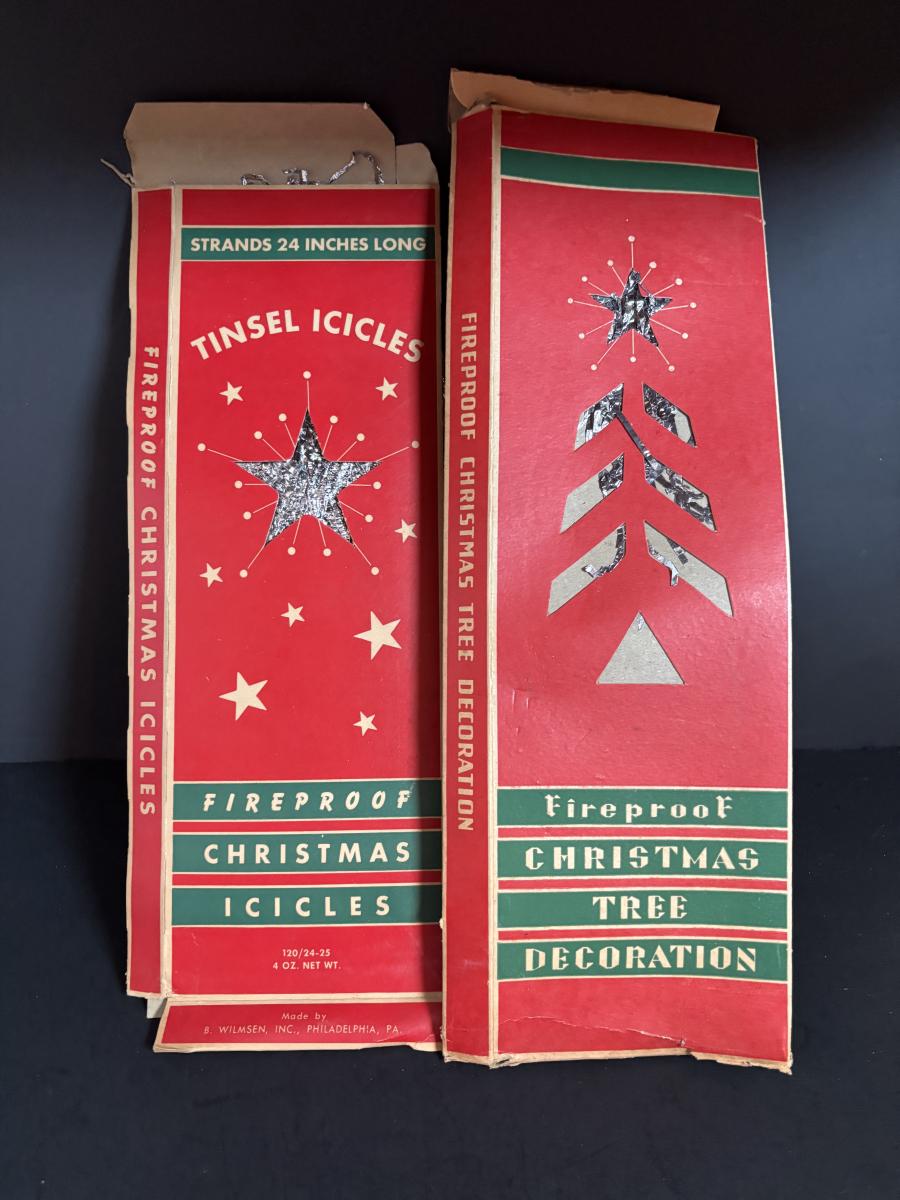 STRANDS 24 INCHES LONG
TINSEL ICICLES
FIREPROOF CHRISTMAS ICICLES
FIREPROOF
CHRISTMAS
ICICLES
120/24-25
4 OZ. NET WT.
Made by
B. WILMSEN, INC., PHILADELPHIA, PA.
FIREPROOF CHRISTMAS TREE DECORATION
Fireproof
CHRISTMAS
TREE
DECORATION